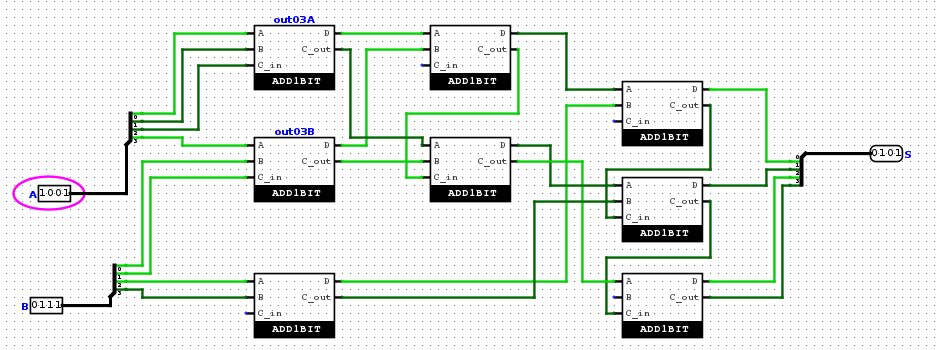 out03A
A D
B C_out
C_in
ADD1BIT
A D
B C_out
C_in
ADD1BIT
A D
B C_out
C_in
ADD1BIT
0
1
2
3
out03B
A D
B C_out
C_in
ADD1BIT
A D
B C_out
C_in
ADD1BIT
0
1
2
3
0101 S
A 1001
A D
B C_out
C_in
ADD1BIT
0
1
2
3
B 0111
A D
B C_out
C_in
ADD1BIT
A D
B C_out
C_in
ADD1BIT